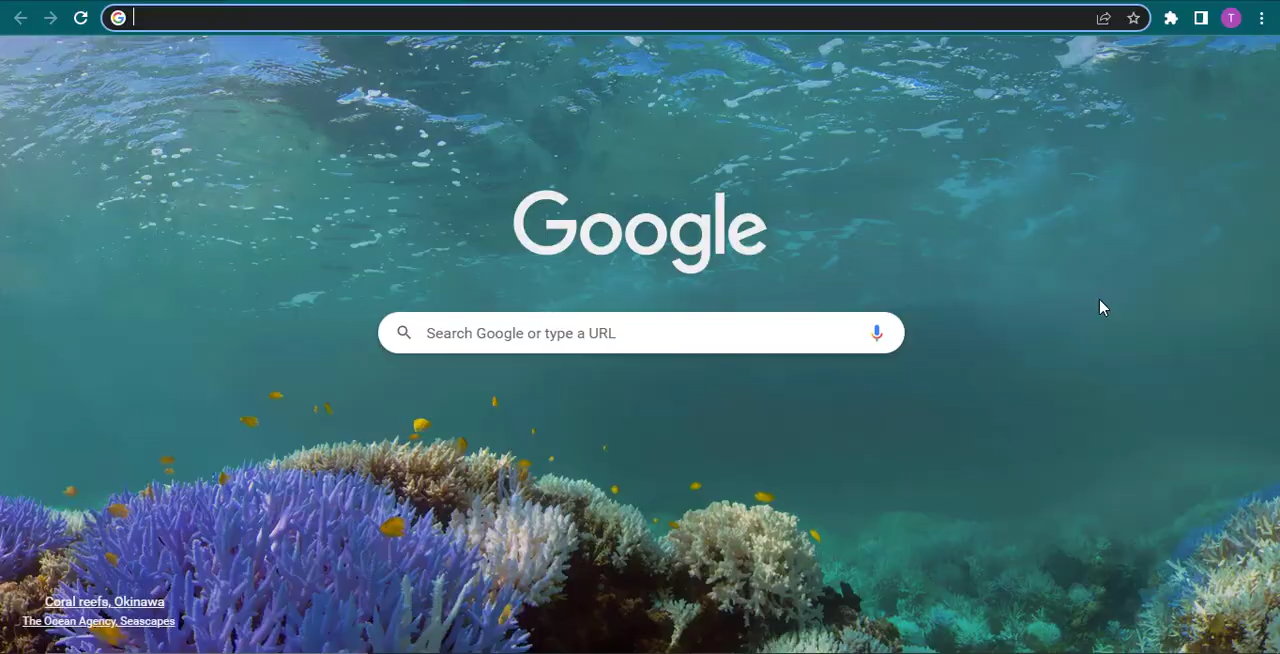 T
Google
Search Google or type a URL
Coral reefs, Okinawa
The Ocean Agency, Seascapes